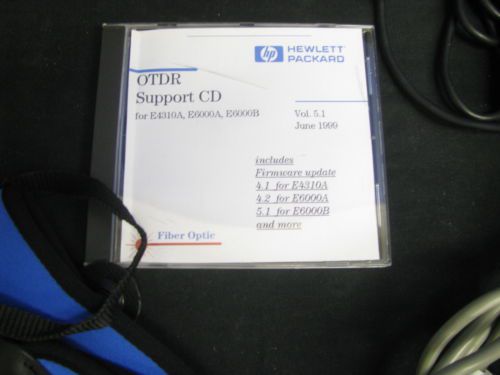 hp HEWLETT
PACKARD
OTDR
Support CD
for E4310A, E6000A, E6000B
Vol. 5.1
June 1999
includes
Firmware update
4.1 for E4310A
4.2 for E6000A
5.1 for E6000B
and more
Fiber Optic